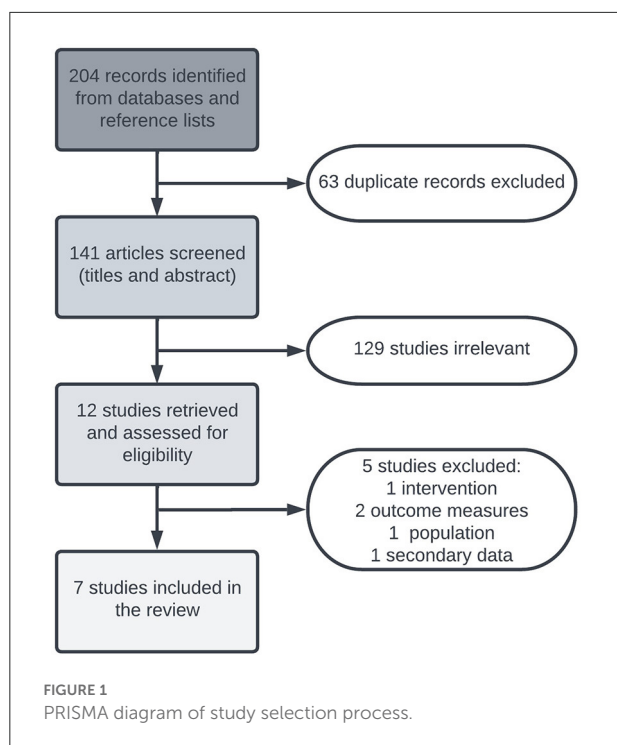 204 records identified
from databases and
reference lists
63 duplicate records excluded
141 articles screened
(titles and abstract)
129 studies irrelevant
12 studies retrieved
and assessed for
eligibility
5 studies excluded:
1 intervention
2 outcome measures
1 population
1 secondary data
7 studies included in
the review
FIGURE 1
PRISMA diagram of study selection process.